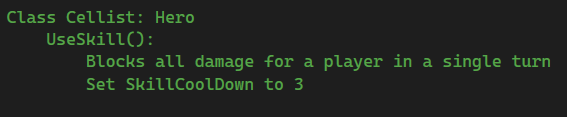 Class Cellist: Hero
UseSkill():
Blocks all damage for a player in a single turn
Set SkillCoolDown to 3